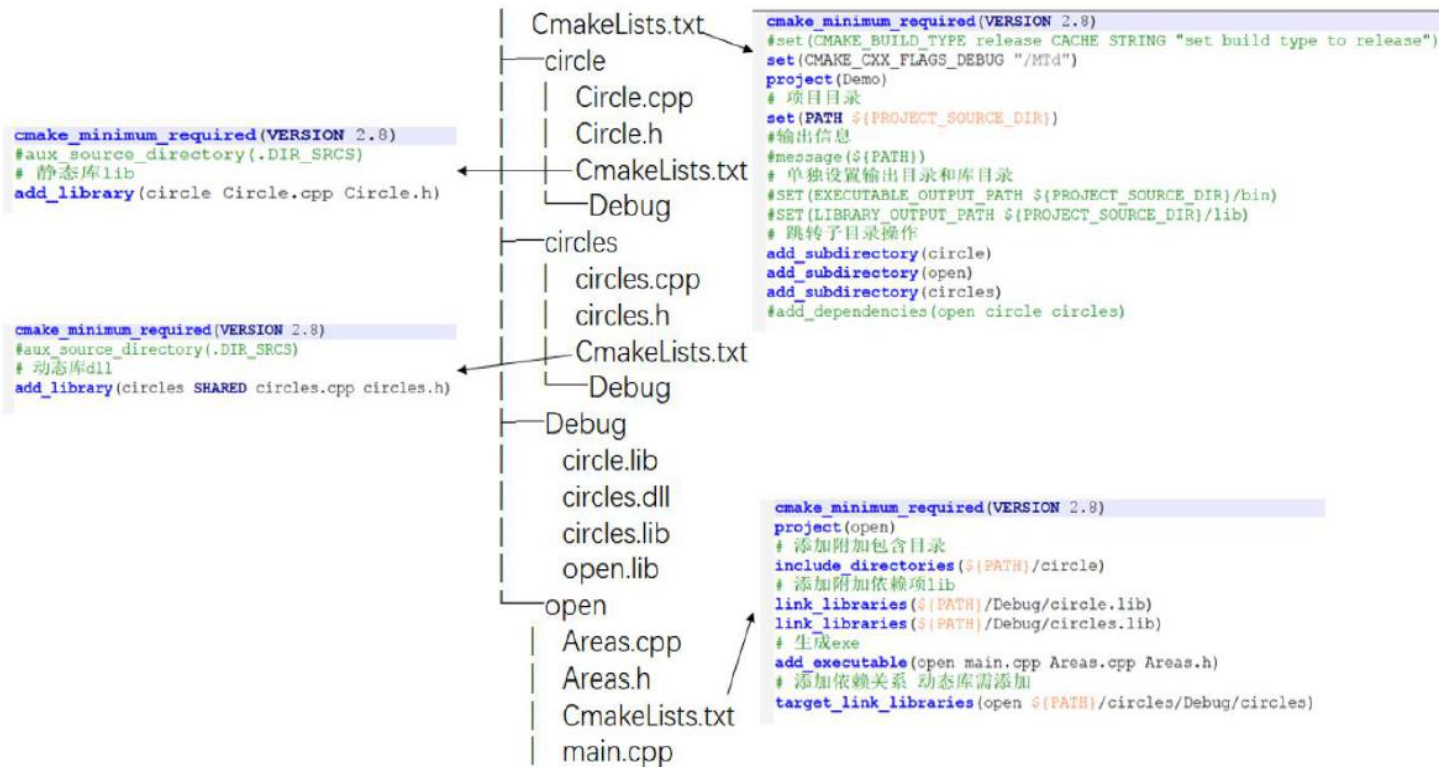 CmakeLists.txt
circle
Circle.cpp
Circle.h
CmakeLists.txt
Debug
circles
circles.cpp
circles.h
CmakeLists.txt
Debug
Debug
circle.lib
circles.dll
circles.lib
open.lib
open
Areas.cpp
Areas.h
CmakeLists.txt
main.cpp
cmake_minimum_required(VERSION 2.8)
#aux_source_directory(.DIR_SRCS)
# 静态库lib
add_library(circle Circle.cpp Circle.h)
cmake_minimum_required(VERSION 2.8)
#aux_source_directory(.DIR_SRCS)
# 动态库dll
add_library(circles SHARED circles.cpp circles.h)
cmake_minimum_required(VERSION 2.8)
#set(CMAKE_BUILD_TYPE release CACHE STRING "set build type to release")
set(CMAKE_CXX_FLAGS_DEBUG "/MTd")
project(Demo)
# 项目目录
set(PATH ${PROJECT_SOURCE_DIR})
#输出信息
#message(${PATH})
# 单独设置输出目录和库目录
#SET(EXECUTABLE_OUTPUT_PATH ${PROJECT_SOURCE_DIR}/bin)
#SET(LIBRARY_OUTPUT_PATH ${PROJECT_SOURCE_DIR}/lib)
# 跳转子目录操作
add_subdirectory(circle)
add_subdirectory(open)
add_subdirectory(circles)
#add_dependencies(open circle circles)
cmake_minimum_required(VERSION 2.8)
project(open)
# 添加附加包含目录
include_directories(${PATH}/circle)
# 添加附加依赖项lib
link_libraries(${PATH}/Debug/circle.lib)
link_libraries(${PATH}/Debug/circles.lib)
# 生成exe
add_executable(open main.cpp Areas.cpp Areas.h)
# 添加依赖关系 动态库需添加
target_link_libraries(open ${PATH}/circles/Debug/circles)